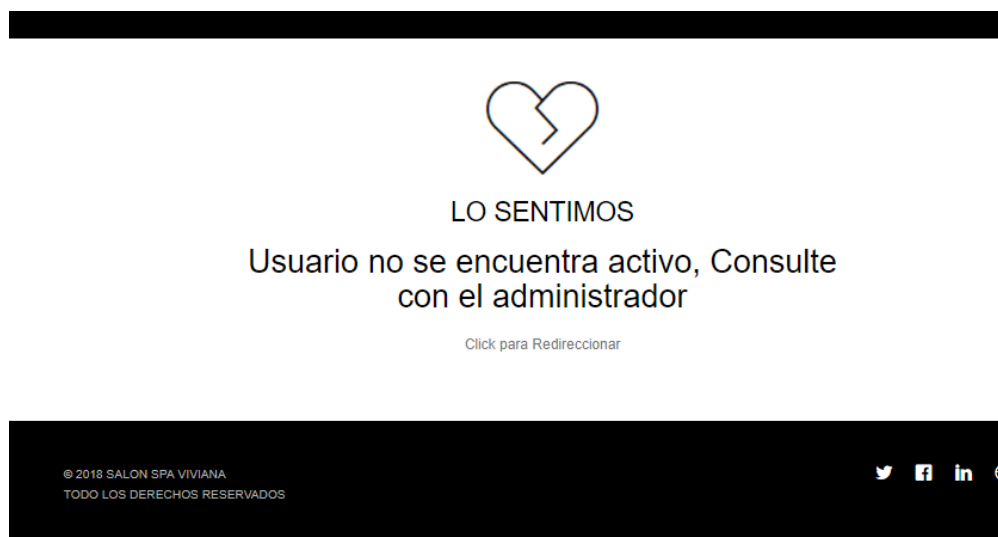 LO SENTIMOS
Usuario no se encuentra activo, Consulte
con el administrador
Click para Redireccionar
© 2018 SALON SPA VIVIANA
TODO LOS DERECHOS RESERVADOS